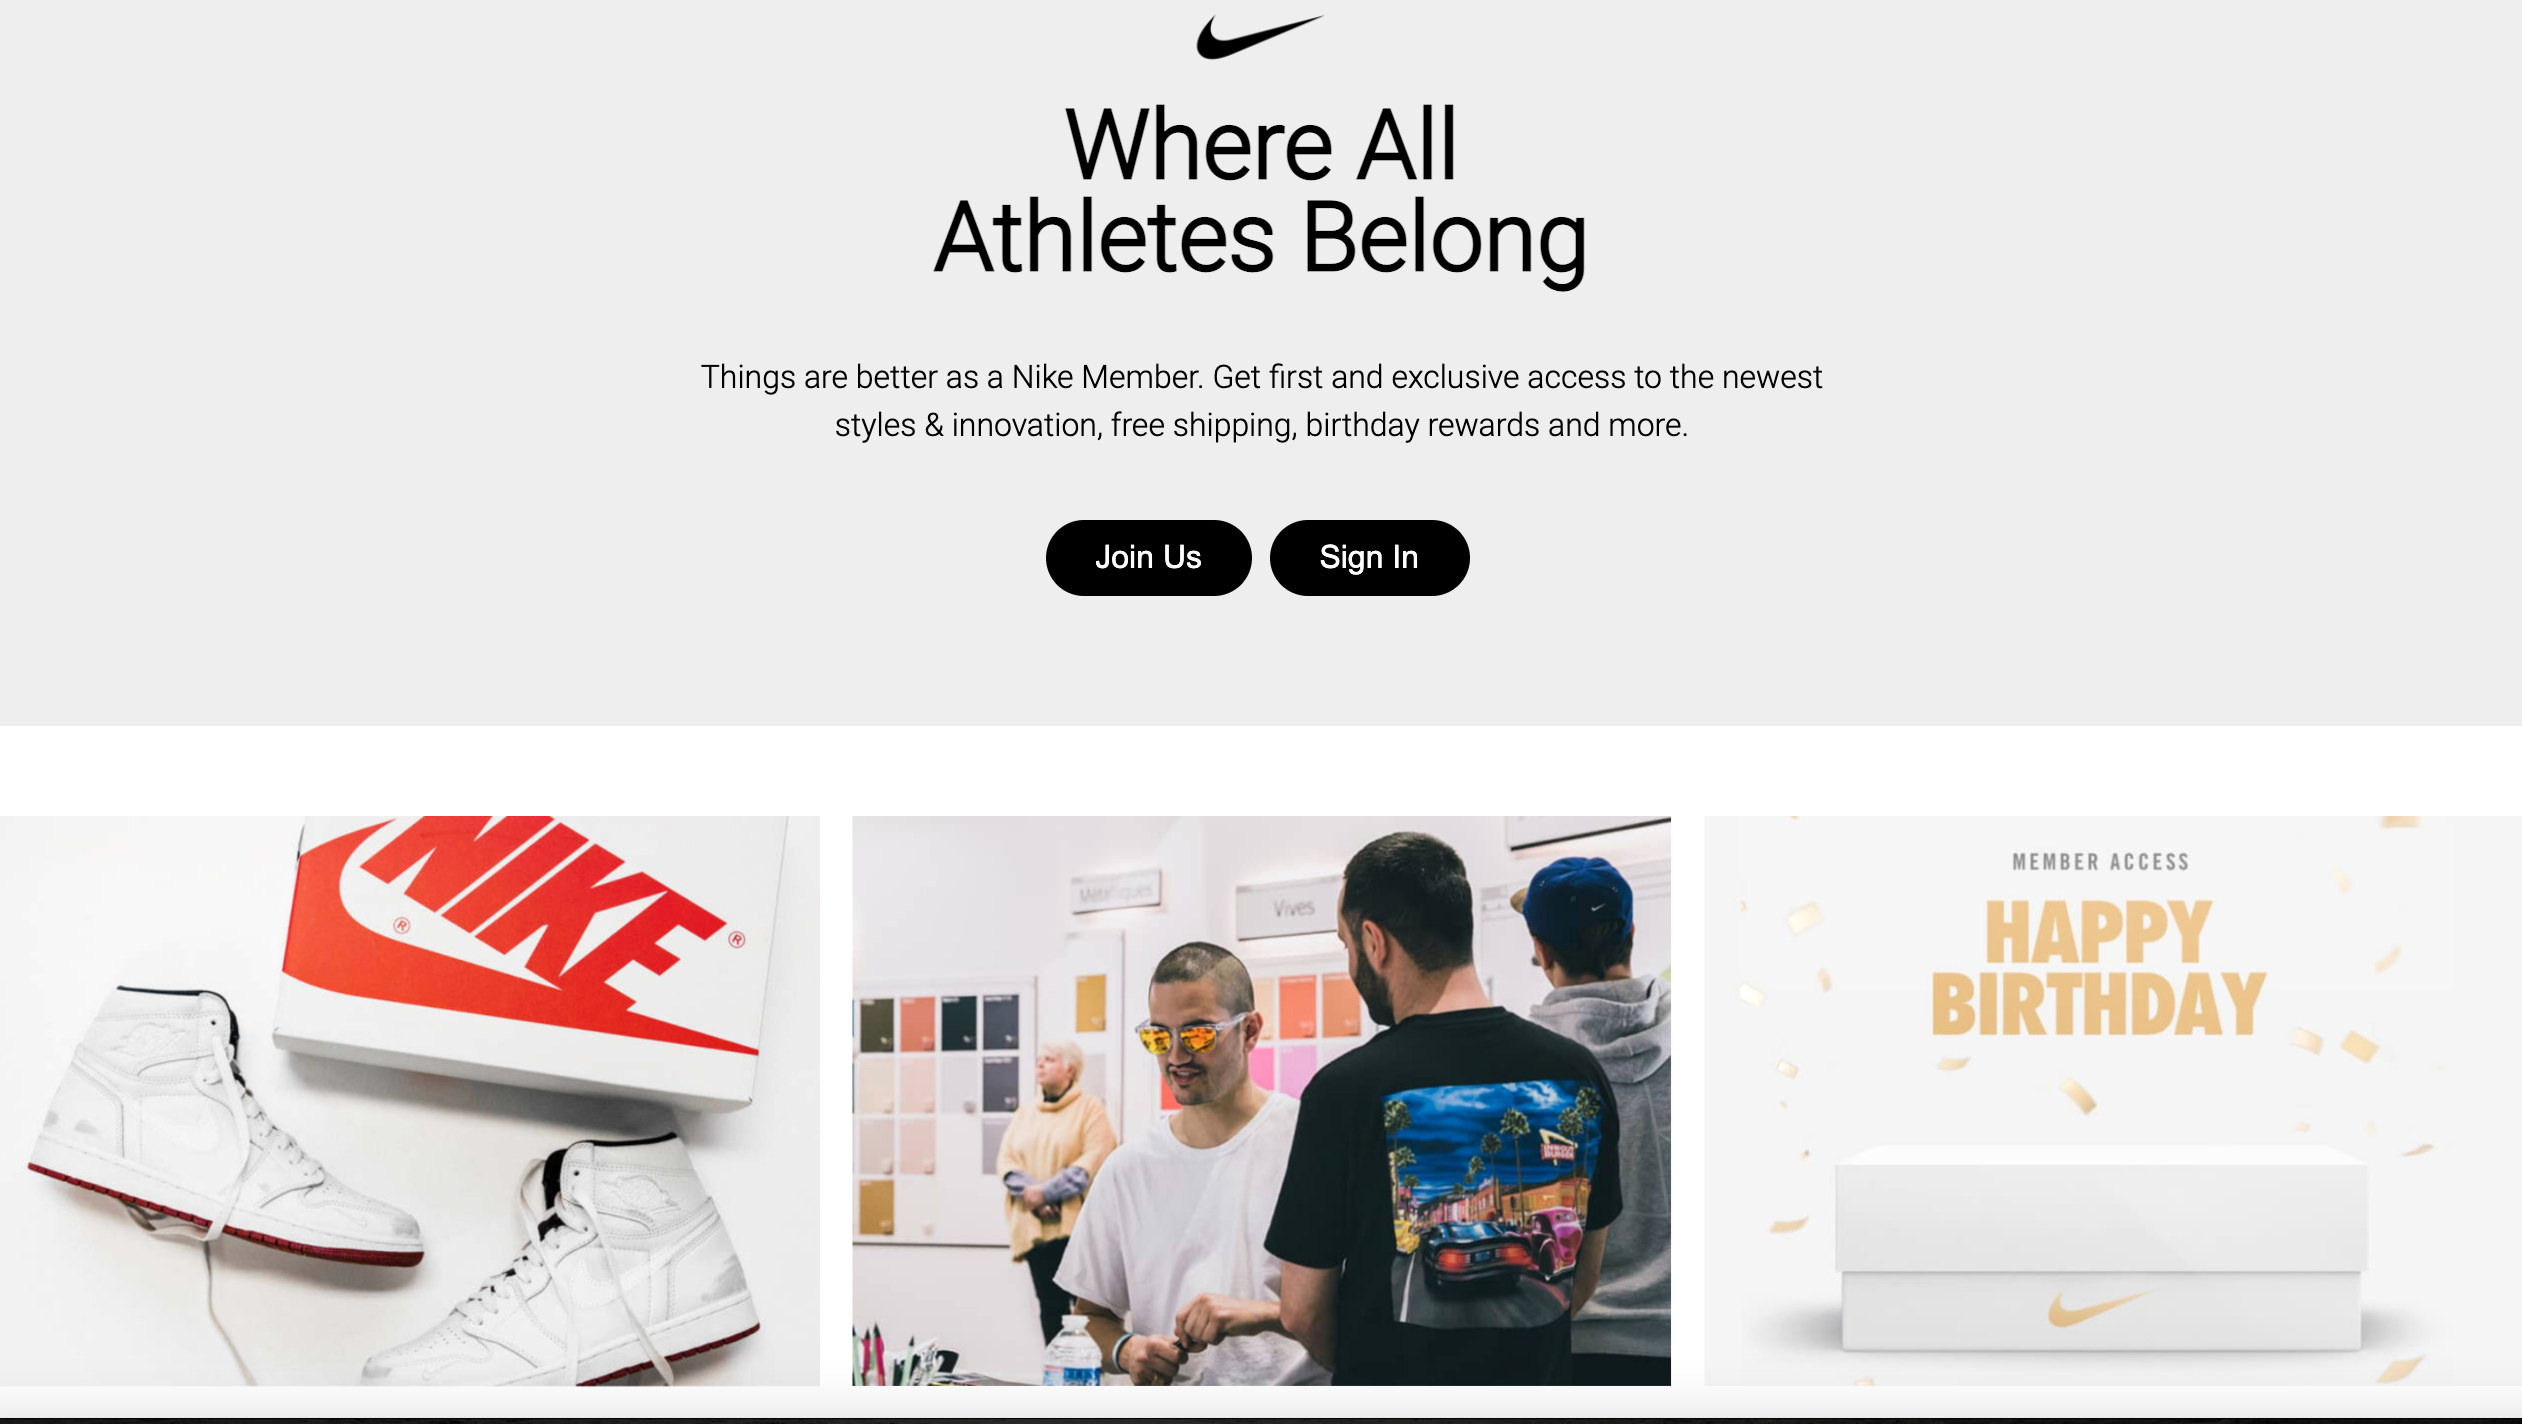 Where All
Athletes Belong
Things are better as a Nike Member. Get first and exclusive access to the newest
styles & innovation, free shipping, birthday rewards and more.
Join Us
Sign In
NIKE
®
®
Métalliques
Vives
MEMBER ACCESS
HAPPY
BIRTHDAY